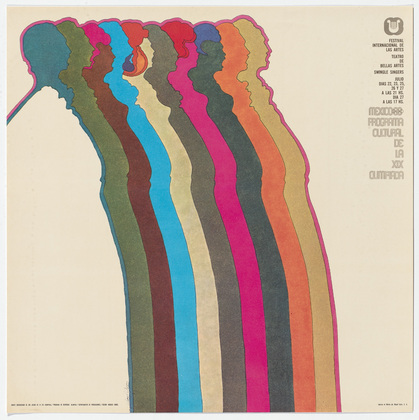 FESTIVAL
INTERNACIONAL DE
LAS ARTES
TEATRO
DE
BELLAS ARTES
SWINGLE SINGERS
JULIO
DIAS 22, 23, 25,
26 Y 27
A LAS 21 HS.
DIA 27
A LAS 17 HS.
MEXICO68:
PROGRAMA
CULTURAL
DE
LA
XIX
OLIMPIADA